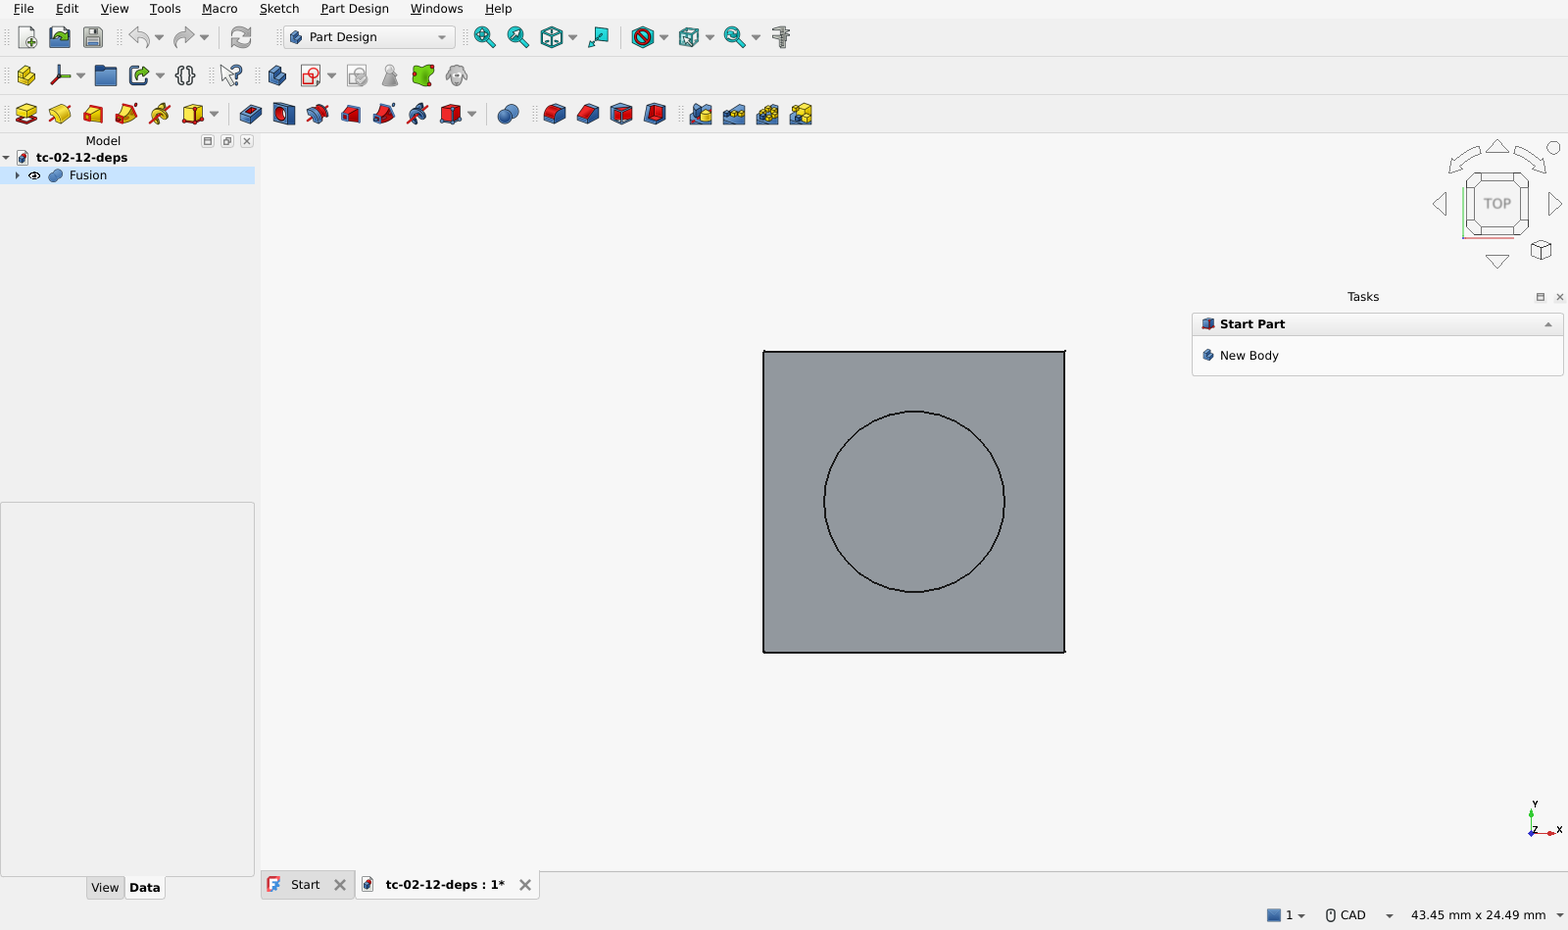 File Edit View Tools Macro Sketch Part Design Windows Help
Part Design
Model
tc-02-12-deps
Fusion
TOP
Tasks
Start Part
New Body
Y
Z X
View Data
Start tc-02-12-deps : 1*
1 CAD 43.45 mm x 24.49 mm